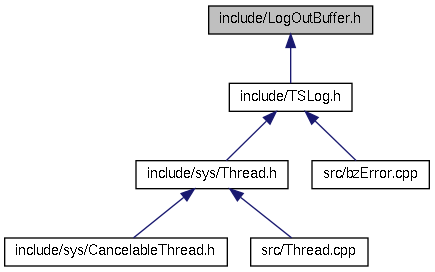 include/LogOutBuffer.h
include/TSLog.h
include/sys/Thread.h
src/bzError.cpp
include/sys/CancelableThread.h
src/Thread.cpp